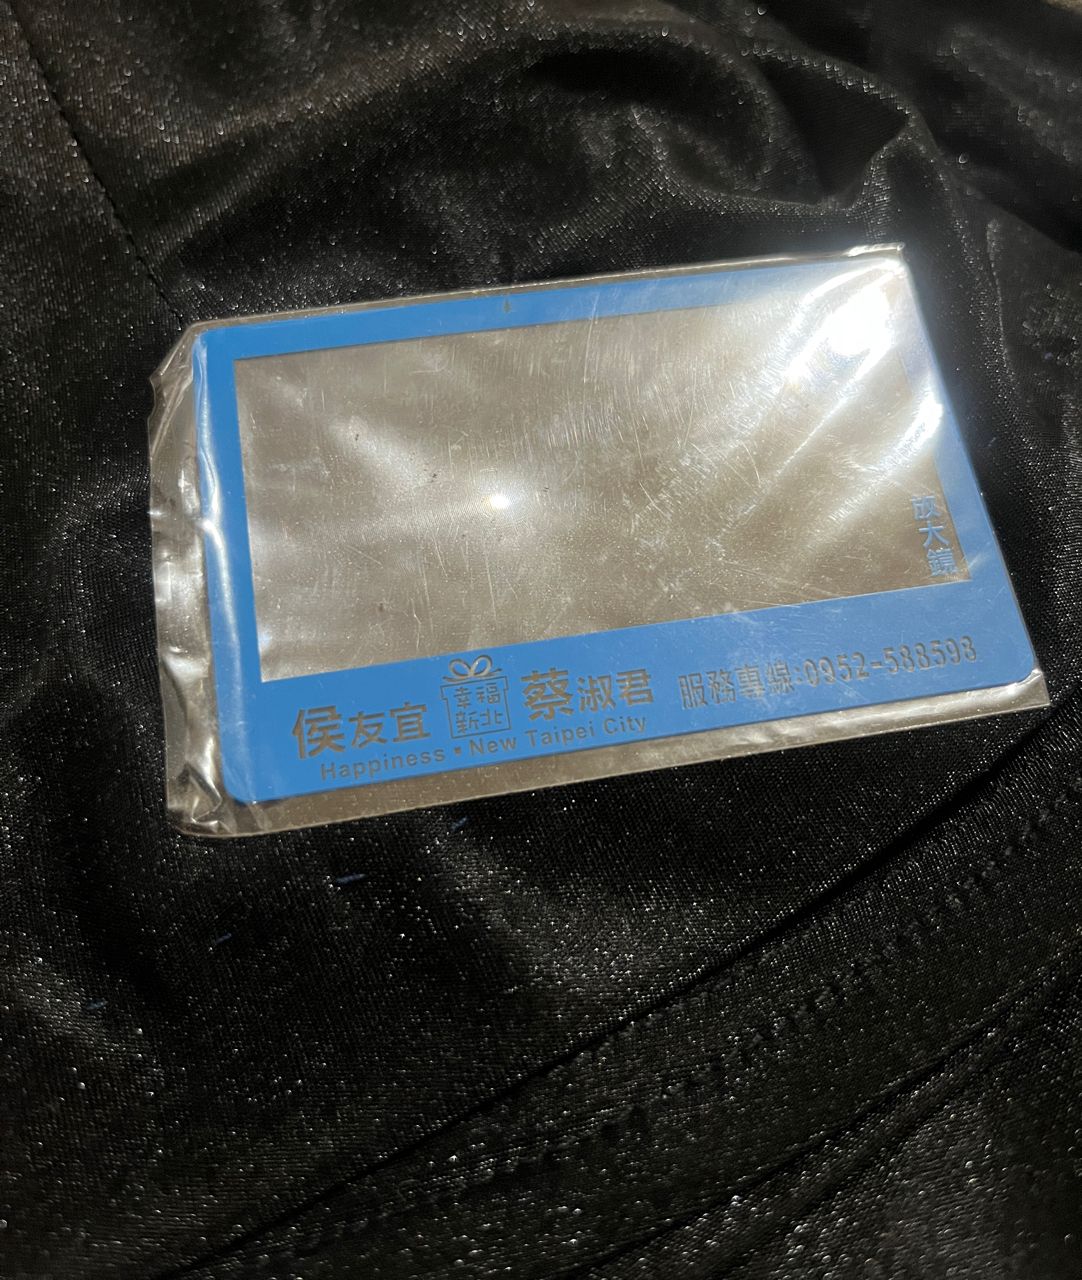 放大鏡
侯友宜 幸福新北 蔡淑君 服務專線:0952-588598
Happiness▪New Taipei City